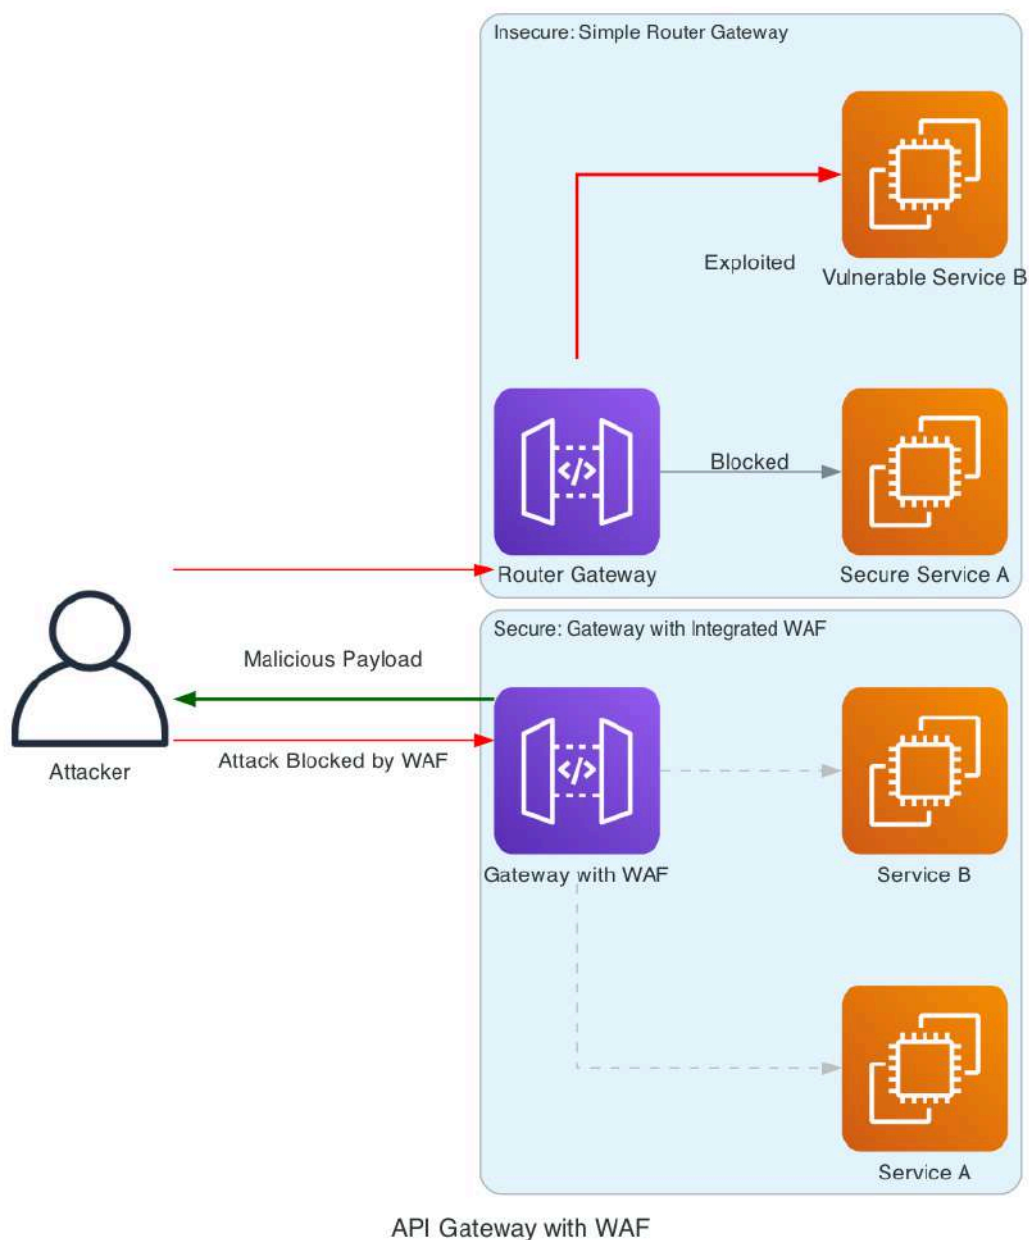 Insecure: Simple Router Gateway
Exploited
Vulnerable Service B
Blocked
Router Gateway
Secure Service A
Secure: Gateway with Integrated WAF
Malicious Payload
Attack Blocked by WAF
Attacker
Gateway with WAF
Service B
Service A
API Gateway with WAF